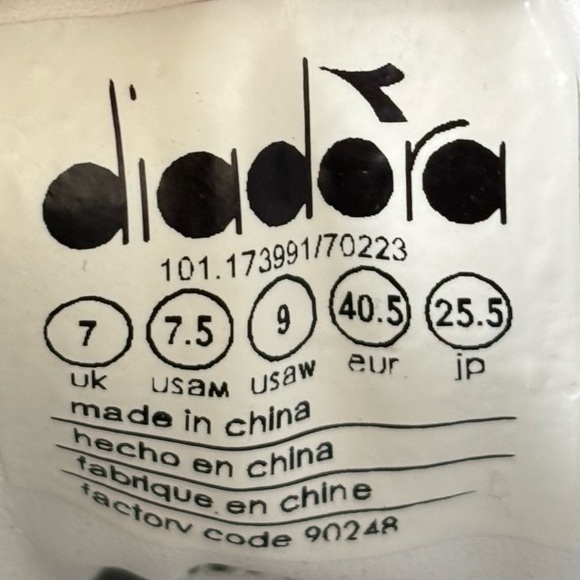 diadora
101.173991/70223
7 7.5 9 40.5 25.5
uk usam usaw eur jp
made in china
hecho en china
fabrique en chine
factory code 90248